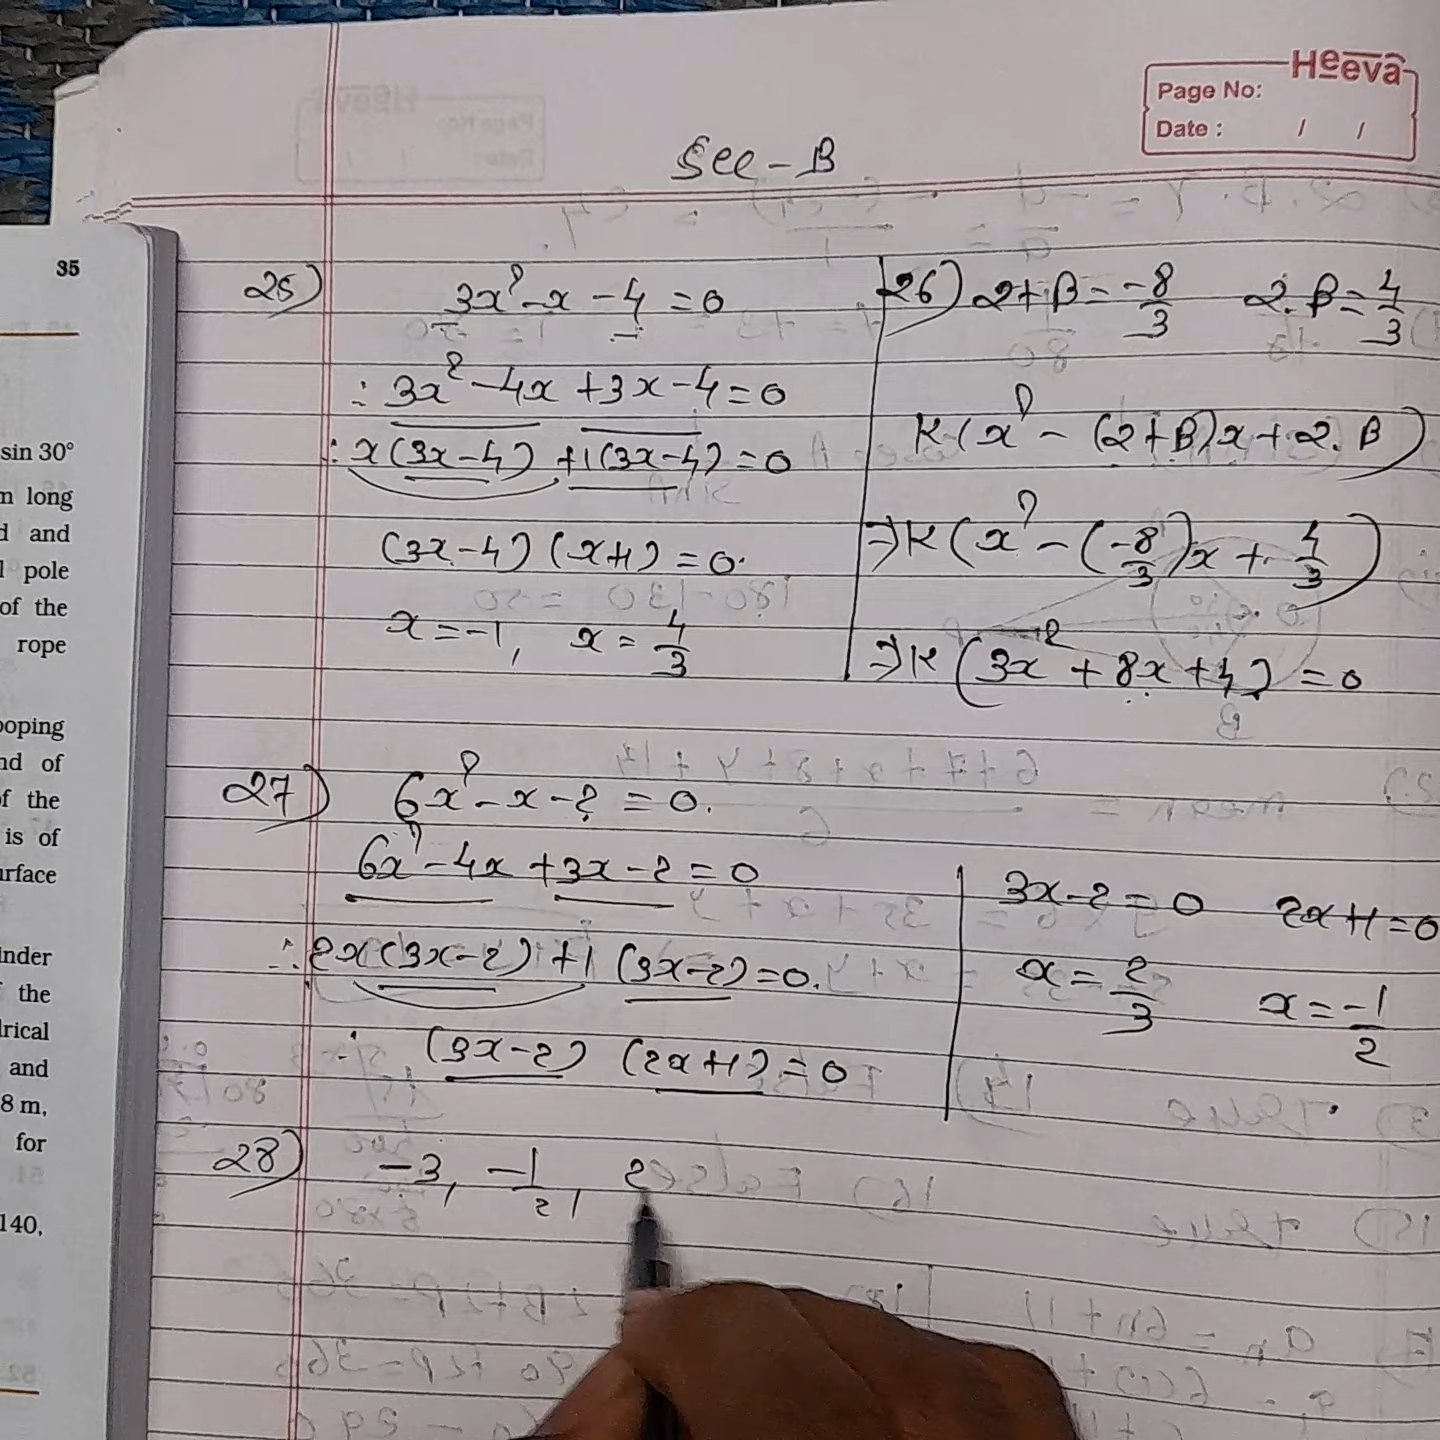 Heeva
Page No:
Date : / /
Sec-B
35
25) 3x² - x - 4 = 0
∴ 3x² - 4x + 3x - 4 = 0
∴ x(3x-4) + 1(3x-4) = 0
(3x-4) (x+1) = 0.
x = -1, x = 4/3
26) α+β = -8/3 α.β = 4/3
K(x² - (α+β)x + α.β)
⇒ K(x² - (-8/3)x + 4/3)
⇒ K(3x² + 8x + 4) = 0
27) 6x² - x - 2 = 0.
6x² - 4x + 3x - 2 = 0
∴ 2x(3x-2) + 1 (3x-2) = 0.
∴ (3x-2) (2x+1) = 0
3x-2 = 0 2x+1 = 0
x = 2/3 x = -1/2
28) -3, -1/2, 2
sin 30°
long
and
pole
of the
rope
of
the
is of
the
and
8 m,
for
140,